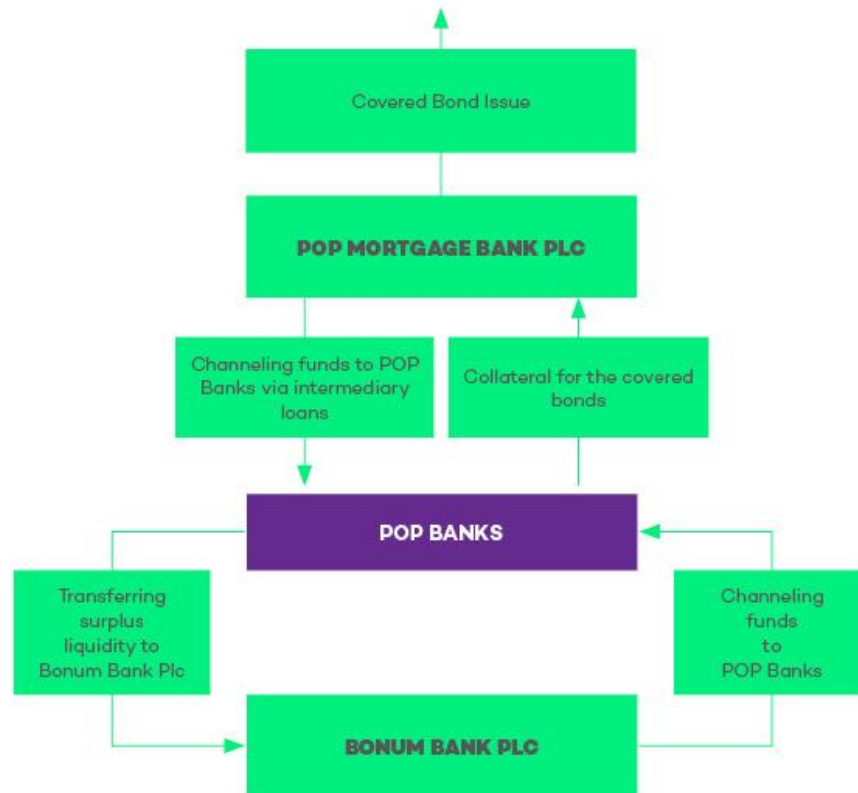 Covered Bond Issue
POP MORTGAGE BANK PLC
Channeling funds to POP
Banks via intermediary
loans
Collateral for the covered
bonds
POP BANKS
Transferring
surplus
liquidity to
Bonum Bank Plc
Channeling
funds
to
POP Banks
BONUM BANK PLC